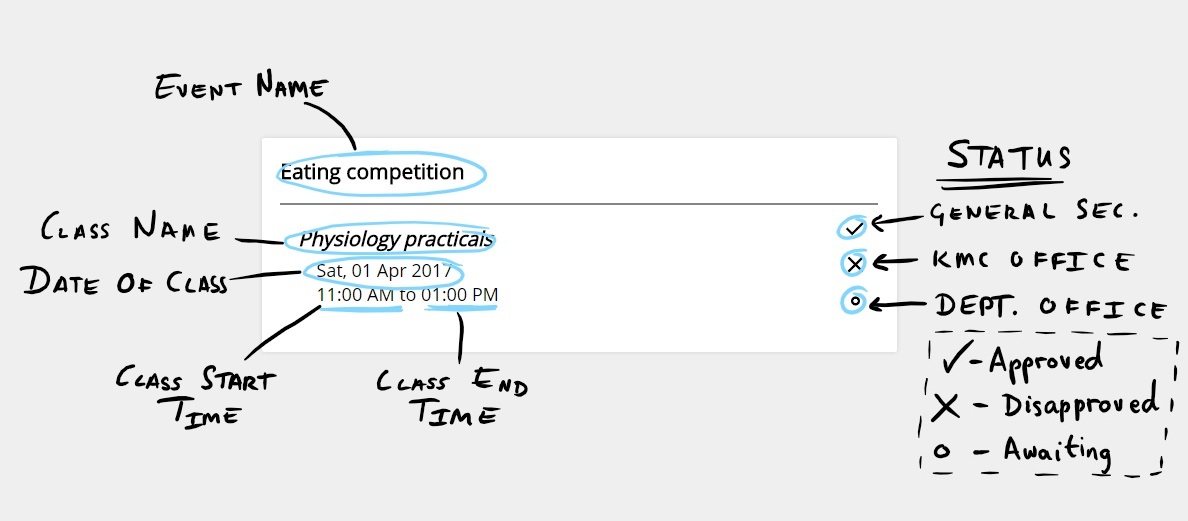 EVENT NAME
Eating competition
CLASS NAME
Physiology practicals
DATE OF CLASS
Sat, 01 Apr 2017
11:00 AM to 01:00 PM
CLASS START
TIME
CLASS END
TIME
STATUS
GENERAL SEC.
KMC OFFICE
DEPT. OFFICE
✓ - Approved
X - Disapproved
o - Awaiting